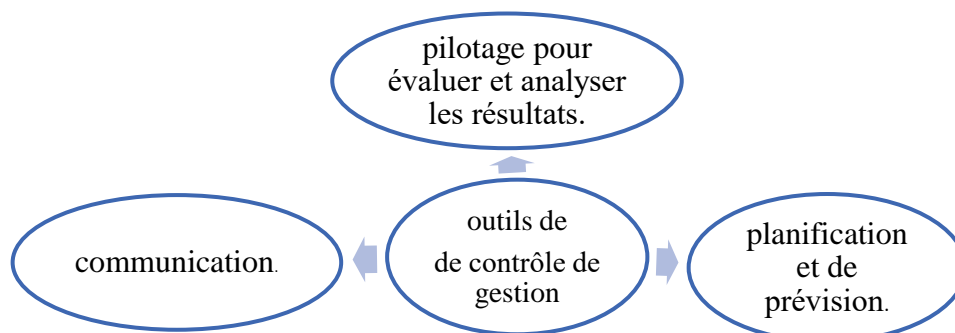 pilotage pour
évaluer et analyser
les résultats.
communication.
outils de
de contrôle de
gestion
planification
et de
prévision.